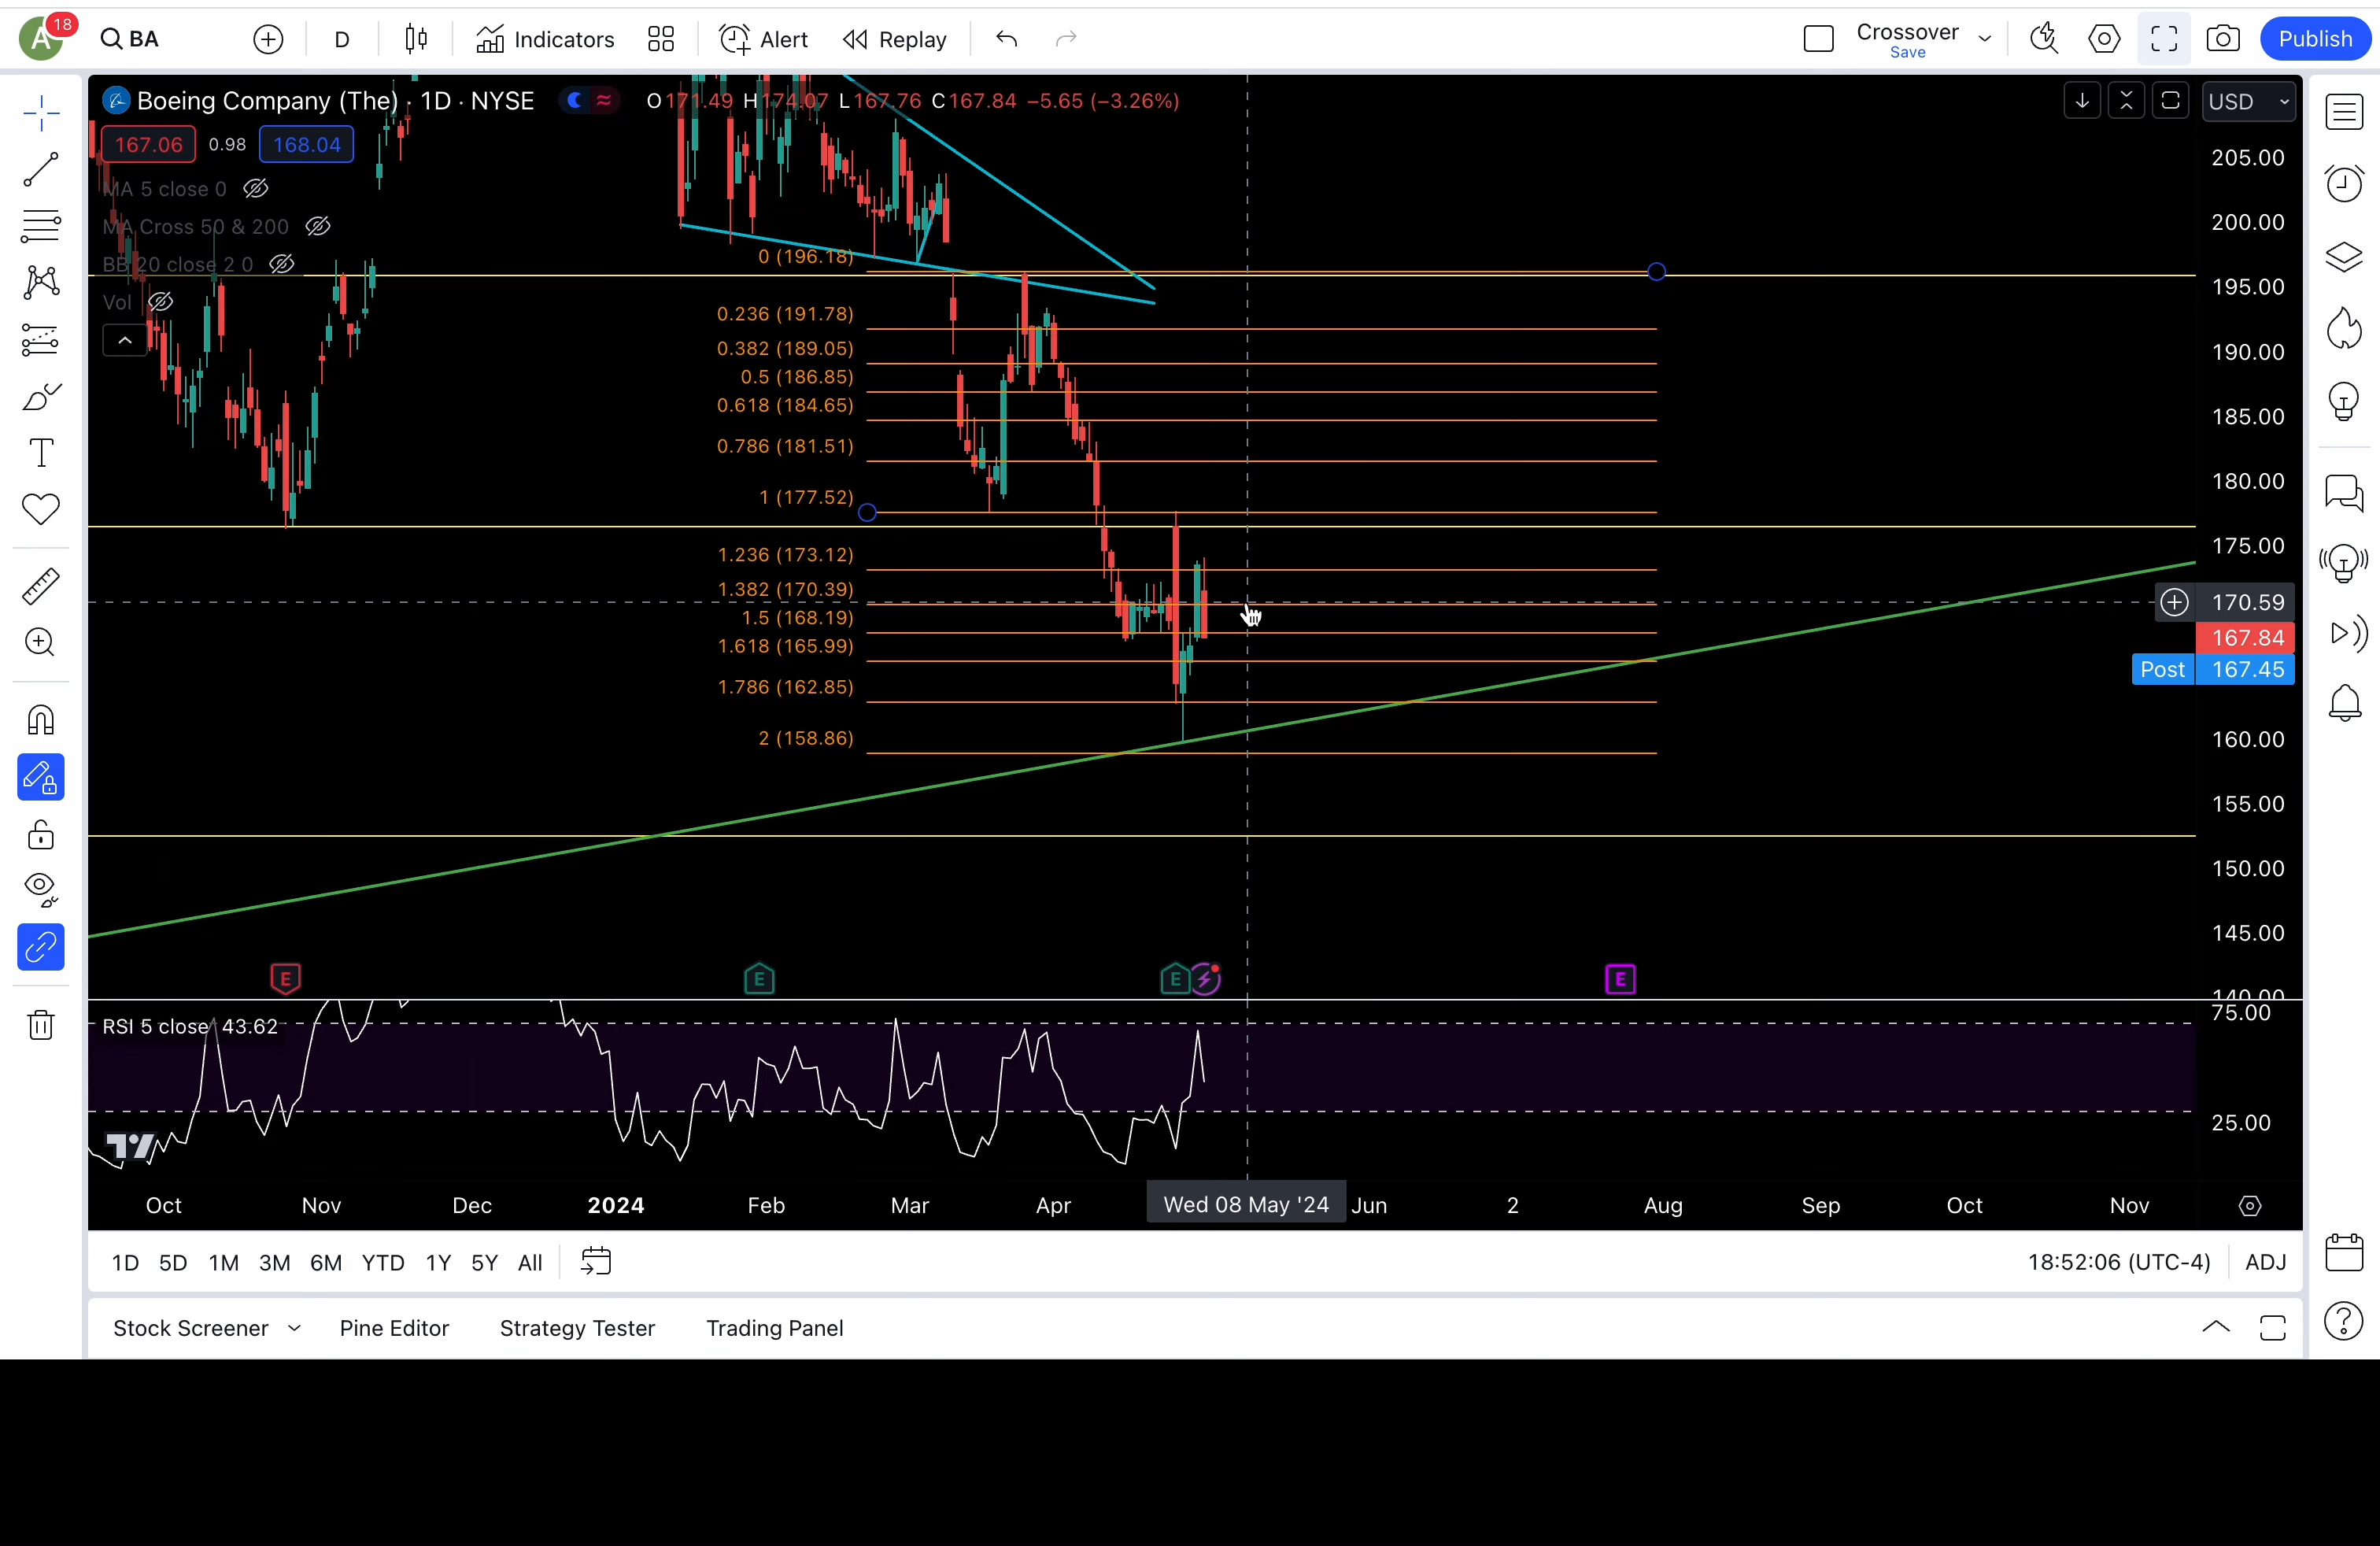 A 18 BA D Indicators Alert Replay Crossover Save Publish
Boeing Company (The) · 1D · NYSE O171.49 H174.07 L167.76 C167.84 −5.65 (−3.26%) USD
167.06 0.98 168.04
MA 5 close 0
MA Cross 50 & 200
BB 20 close 2 0
Vol
205.00
200.00
195.00
190.00
185.00
180.00
175.00
170.59
167.84
Post 167.45
160.00
155.00
150.00
145.00
140.00
0 (196.18)
0.236 (191.78)
0.382 (189.05)
0.5 (186.85)
0.618 (184.65)
0.786 (181.51)
1 (177.52)
1.236 (173.12)
1.382 (170.39)
1.5 (168.19)
1.618 (165.99)
1.786 (162.85)
2 (158.86)
E E E E
RSI 5 close 43.62
75.00
25.00
Oct Nov Dec 2024 Feb Mar Apr Wed 08 May '24 Jun 2 Aug Sep Oct Nov
1D 5D 1M 3M 6M YTD 1Y 5Y All 18:52:06 (UTC-4) ADJ
Stock Screener Pine Editor Strategy Tester Trading Panel